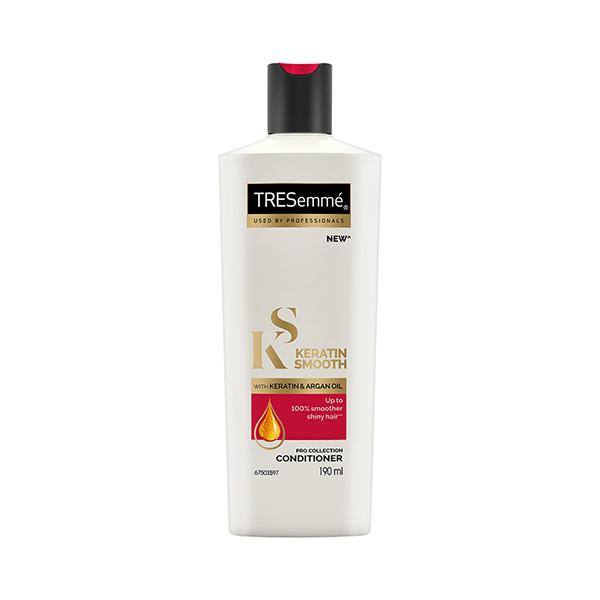 TRESemmé®
USED BY PROFESSIONALS
NEW^
KS
KERATIN
SMOOTH
WITH KERATIN & ARGAN OIL
Up to
100% smoother
shiny hair^^
PRO COLLECTION
CONDITIONER
67503597
190 ml